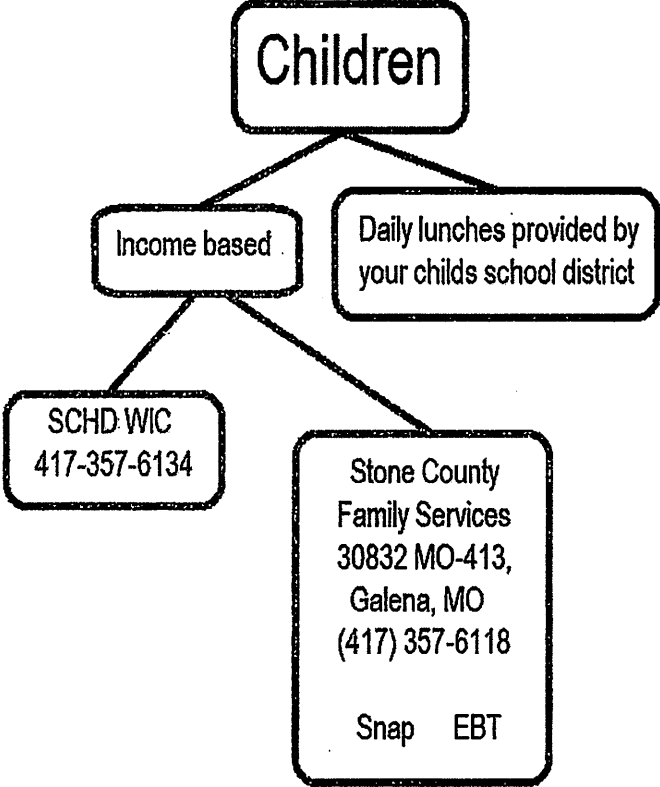 Children
Income based
Daily lunches provided by
your childs school district
SCHD WIC
417-357-6134
Stone County
Family Services
30832 MO-413,
Galena, MO
(417) 357-6118
Snap EBT